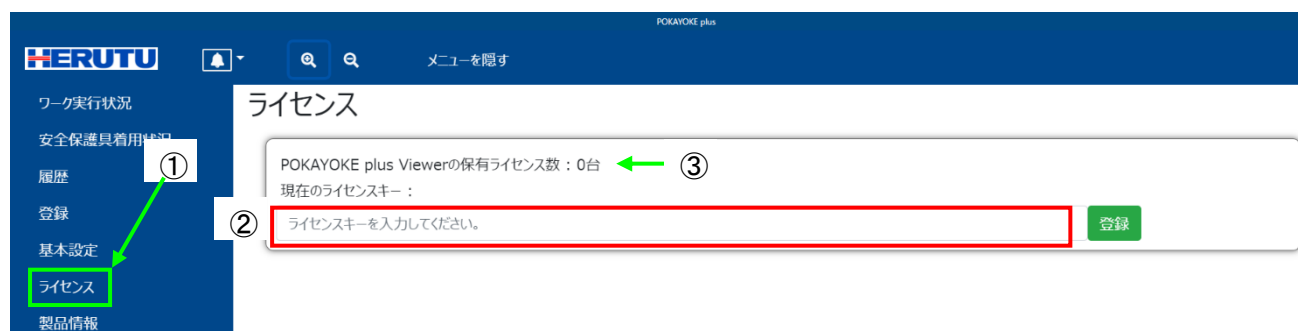 POKAYOKE plus
HERUTU
メニューを隠す
ワーク実行状況
ライセンス
安全保護具着用状況
①
POKAYOKE plus Viewerの保有ライセンス数：0台
③
履歴
現在のライセンスキー：
登録
②
ライセンスキーを入力してください。
登録
基本設定
ライセンス
製品情報